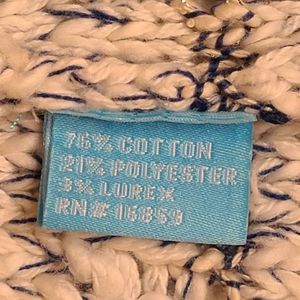 76% COTTON
21% POLYESTER
3% LUREX
RN# 16859